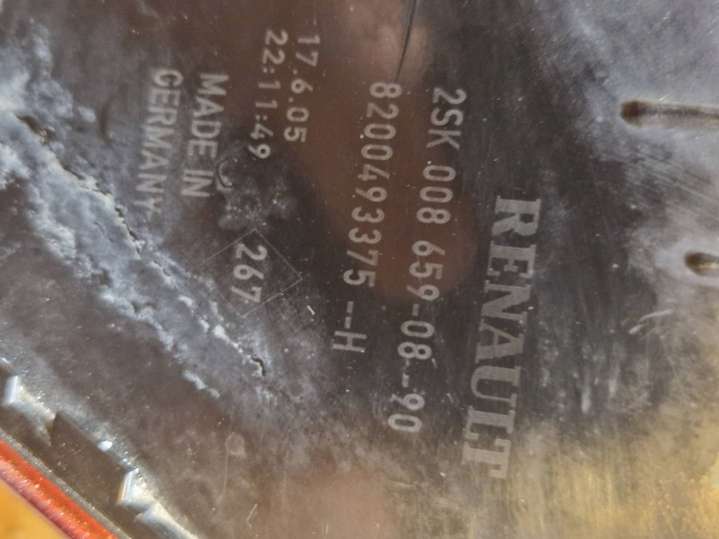 RENAULT
2SK 008 659-08-90
8200493375 --H
17.6.05
22:11:49
267
MADE IN
GERMANY